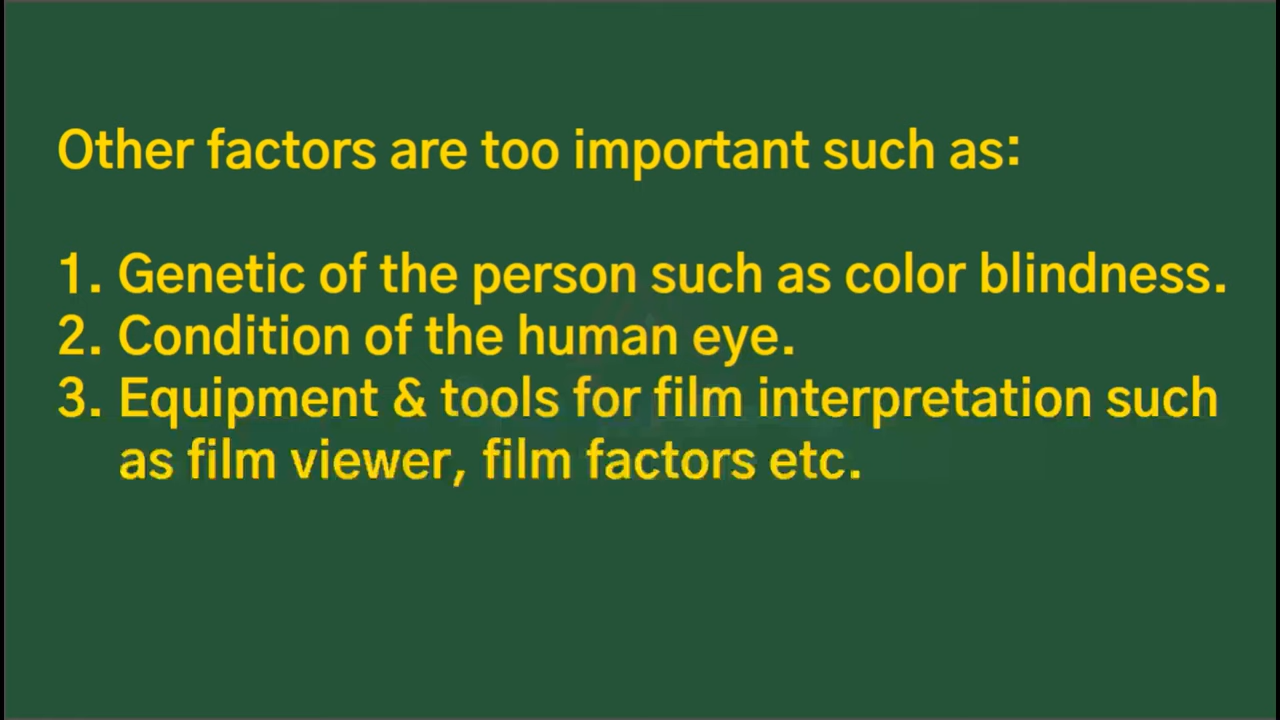 Other factors are too important such as:
1. Genetic of the person such as color blindness.
2. Condition of the human eye.
3. Equipment & tools for film interpretation such
as film viewer, film factors etc.